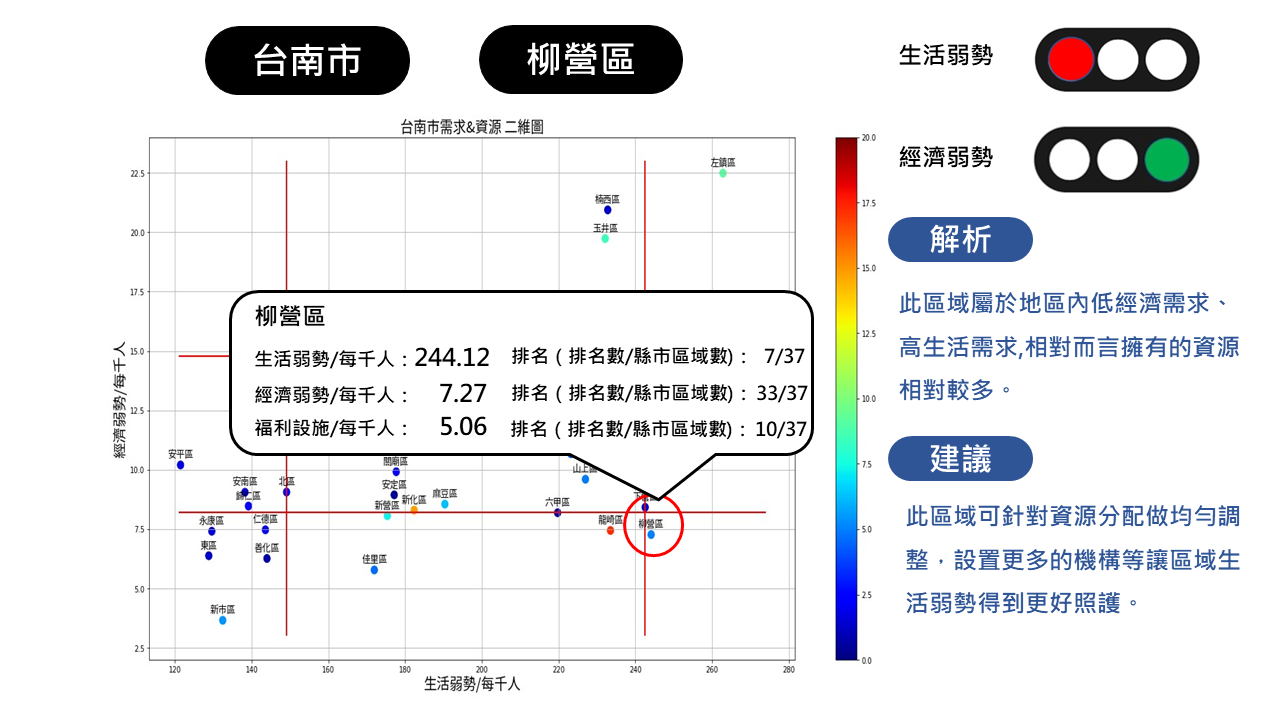 台南市
柳營區
生活弱勢
經濟弱勢
台南市需求&資源 二維圖
左鎮區
楠西區
玉井區
柳營區
生活弱勢/每千人：244.12 排名（排名數/縣市區域數)： 7/37
經濟弱勢/每千人： 7.27 排名（排名數/縣市區域數)： 33/37
福利設施/每千人： 5.06 排名（排名數/縣市區域數)： 10/37
安平區
關廟區
山上區
安南區
北區
安定區
歸仁區
新營區
新化區
麻豆區
六甲區
永康區
仁德區
龍崎區
柳營區
東區
善化區
佳里區
新市區
22.5
20.0
17.5
15.0
12.5
10.0
7.5
5.0
2.5
120 140 160 180 200 220 240 260 280
生活弱勢/每千人
經濟弱勢/每千人
20.0
17.5
15.0
12.5
10.0
7.5
5.0
2.5
0.0
解析
此區域屬於地區內低經濟需求、
高生活需求,相對而言擁有的資源
相對較多。
建議
此區域可針對資源分配做均勻調
整，設置更多的機構等讓區域生
活弱勢得到更好照護。